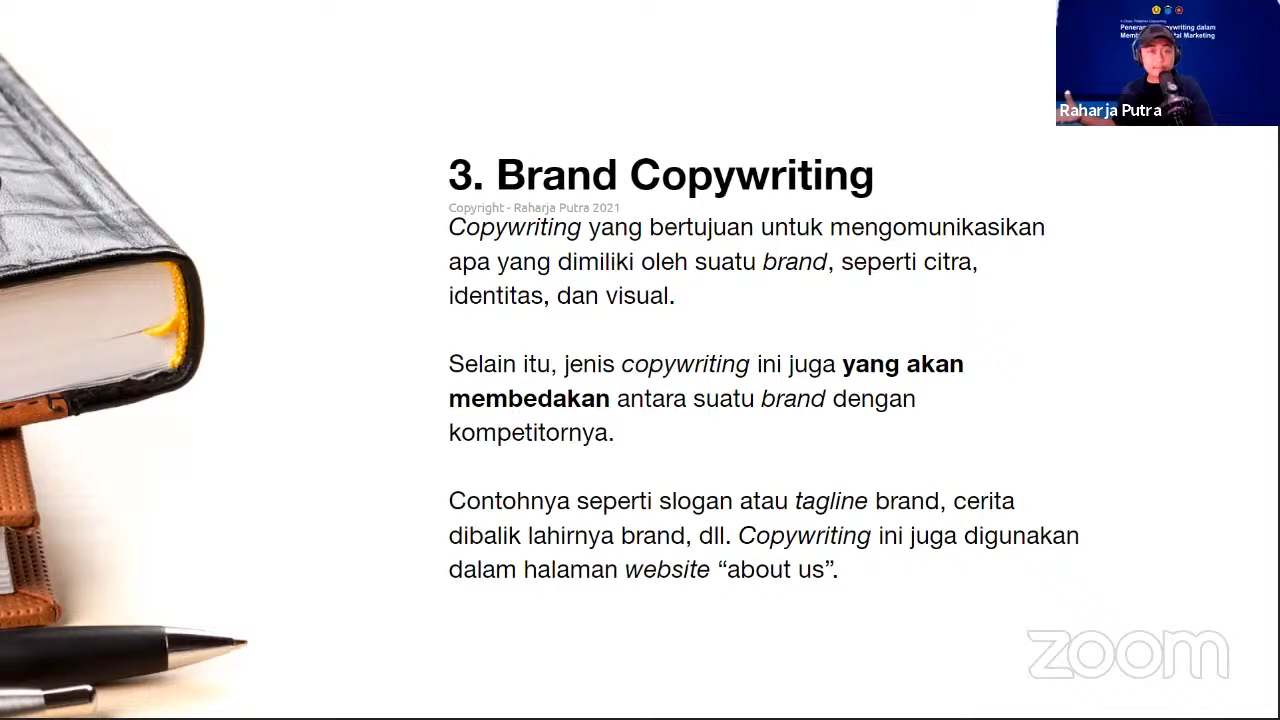 Penerapan Copywriting dalam
Raharja Putra
3. Brand Copywriting
Copyright - Raharja Putra 2021
Copywriting yang bertujuan untuk mengomunikasikan
apa yang dimiliki oleh suatu brand, seperti citra,
identitas, dan visual.
Selain itu, jenis copywriting ini juga yang akan
membedakan antara suatu brand dengan
kompetitornya.
Contohnya seperti slogan atau tagline brand, cerita
dibalik lahirnya brand, dll. Copywriting ini juga digunakan
dalam halaman website “about us”.
zoom